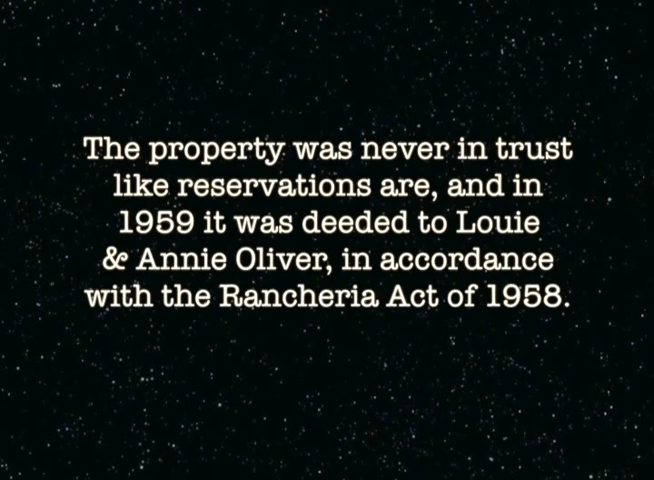 The property was never in trust
like reservations are, and in
1959 it was deeded to Louie
& Annie Oliver, in accordance
with the Rancheria Act of 1958.